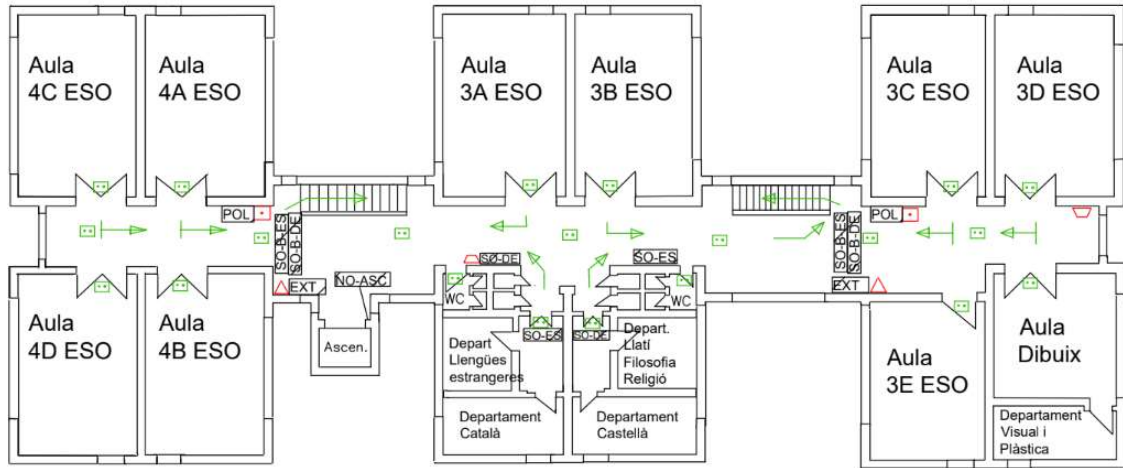 Aula
4C ESO
Aula
4A ESO
Aula
3A ESO
Aula
3B ESO
Aula
3C ESO
Aula
3D ESO
POL
SO-B-ES
SO-B-DE
EXT
NO-ASC
Ascen.
SO-DE
SO-ES
WC
WC
SO-ES
SO-DE
POL
SO-B-ES
SO-B-DE
EXT
Aula
4D ESO
Aula
4B ESO
Depart
Llengües
estrangeres
Depart.
Llatí
Filosofia
Religió
Departament
Català
Departament
Castellà
Aula
3E ESO
Aula
Dibuix
Departament
Visual i
Plàstica